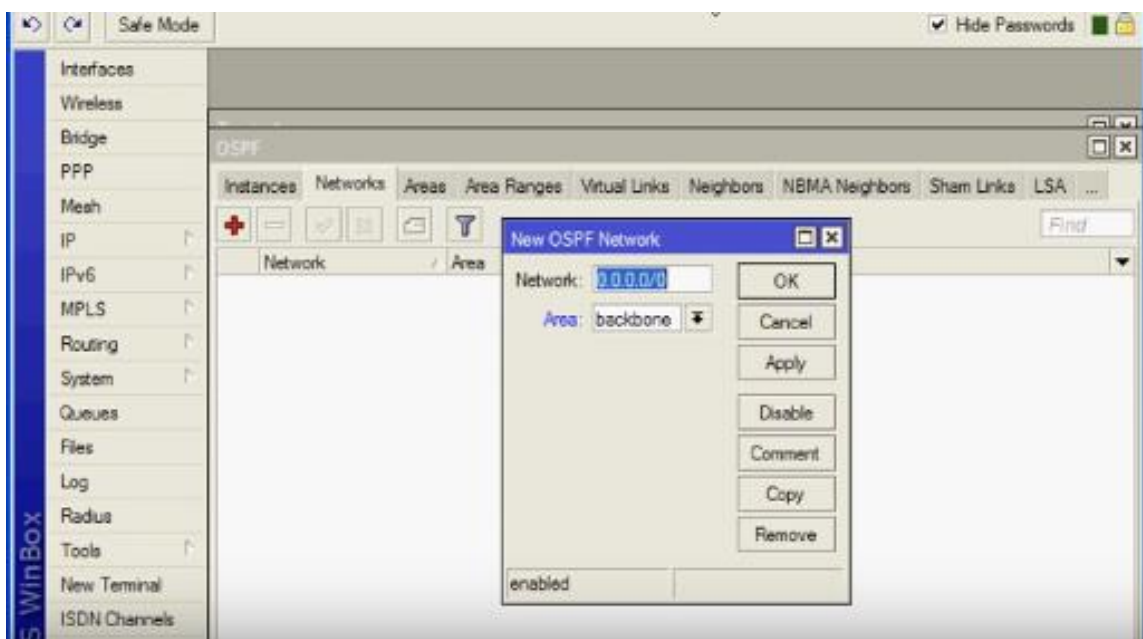 Safe Mode
Hide Passwords
Interfaces
Wireless
Bridge
PPP
Mesh
IP
IPv6
MPLS
Routing
System
Queues
Files
Log
Radius
Tools
New Terminal
ISDN Channels
S WinBox
OSPF
Instances Networks Areas Area Ranges Virtual Links Neighbors NBMA Neighbors Sham Links LSA ...
Find
Network / Area
New OSPF Network
Network: 0.0.0.0/0
Area: backbone
OK
Cancel
Apply
Disable
Comment
Copy
Remove
enabled